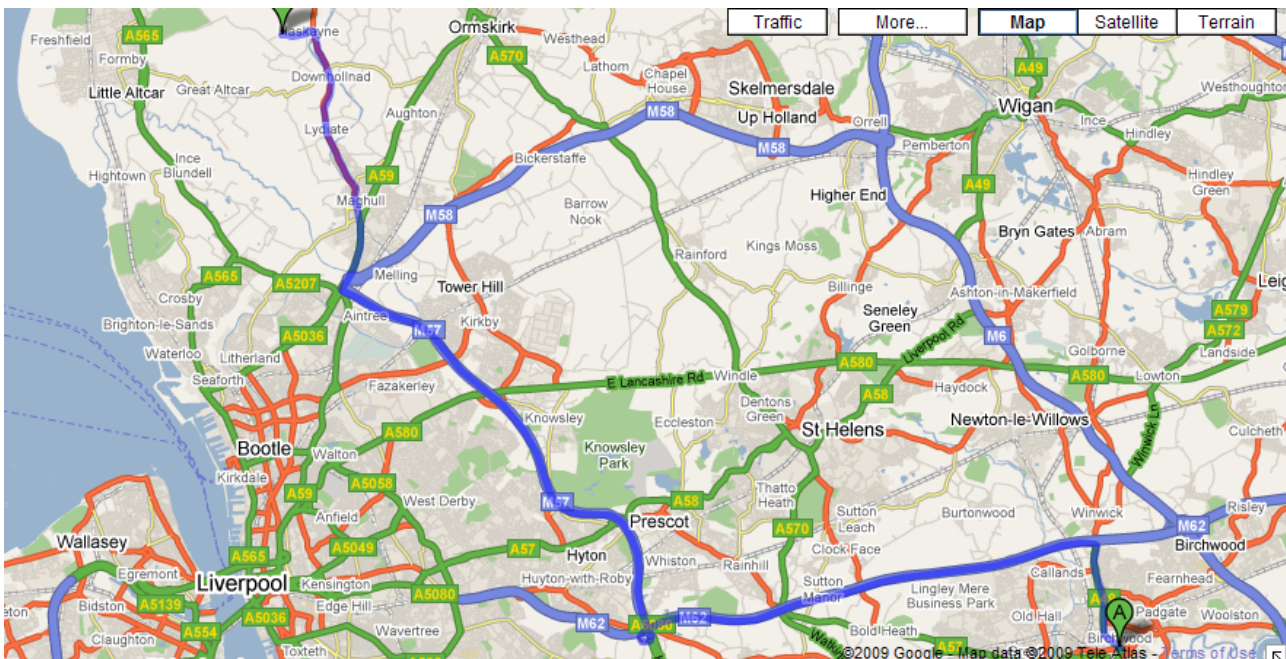 Traffic
More...
Map
Satellite
Terrain
Freshfield
Formby
Little Altcar
A565
Great Altcar
Downholland
Lydiate
Maghull
Ormskirk
A570
Aughton
A59
Westhead
Lathom
Chapel House
M58
Skelmersdale
Up Holland
M58
Orrell
Pemberton
A49
Wigan
Ince
Hindley
Westhoughton
Hindley Green
A49
Higher End
Bryn Gates
Abram
Bickerstaffe
Barrow Nook
M58
Hightown
Ince Blundell
A565
Crosby
A5207
Melling
Tower Hill
Kirkby
Rainford
Kings Moss
Billinge
Seneley Green
Ashton-in-Makerfield
Leig
A579
A572
Landside
Lowton
Golborne
M6
A580
Liverpool Rd
A580
Haydock
A58
Newton-le-Willows
Winwick Ln
Culcheth
Brighton-le-Sands
Waterloo
A5036
Aintree
Litherland
Seaforth
M57
Fazakerley
E Lancashire Rd
Windle
Dentons Green
Eccleston
St Helens
Knowsley
Knowsley Park
Bootle
Walton
A580
Kirkdale
A59
A5058
West Derby
Anfield
A5049
M57
A58
Prescot
Thatto Heath
A570
Sutton Leach
Clock Face
Burtonwood
Winwick
Risley
M62
Birchwood
Wallasey
Egremont
A565
A57
Hyton
Whiston
Rainhill
Liverpool
Kensington
Edge Hill
A5080
Huyton-with-Roby
Sutton Manor
Lingley Mere Business Park
Callands
Fearnhead
A5139
Bidston
Claughton
A554
A5036
Toxteth
Wavertree
M62
M62
Bold Heath
A57
Old Hall
Padgate
Woolston
A
Birchwood
©2009 Google - Map data ©2009 Tele Atlas - Terms of Use